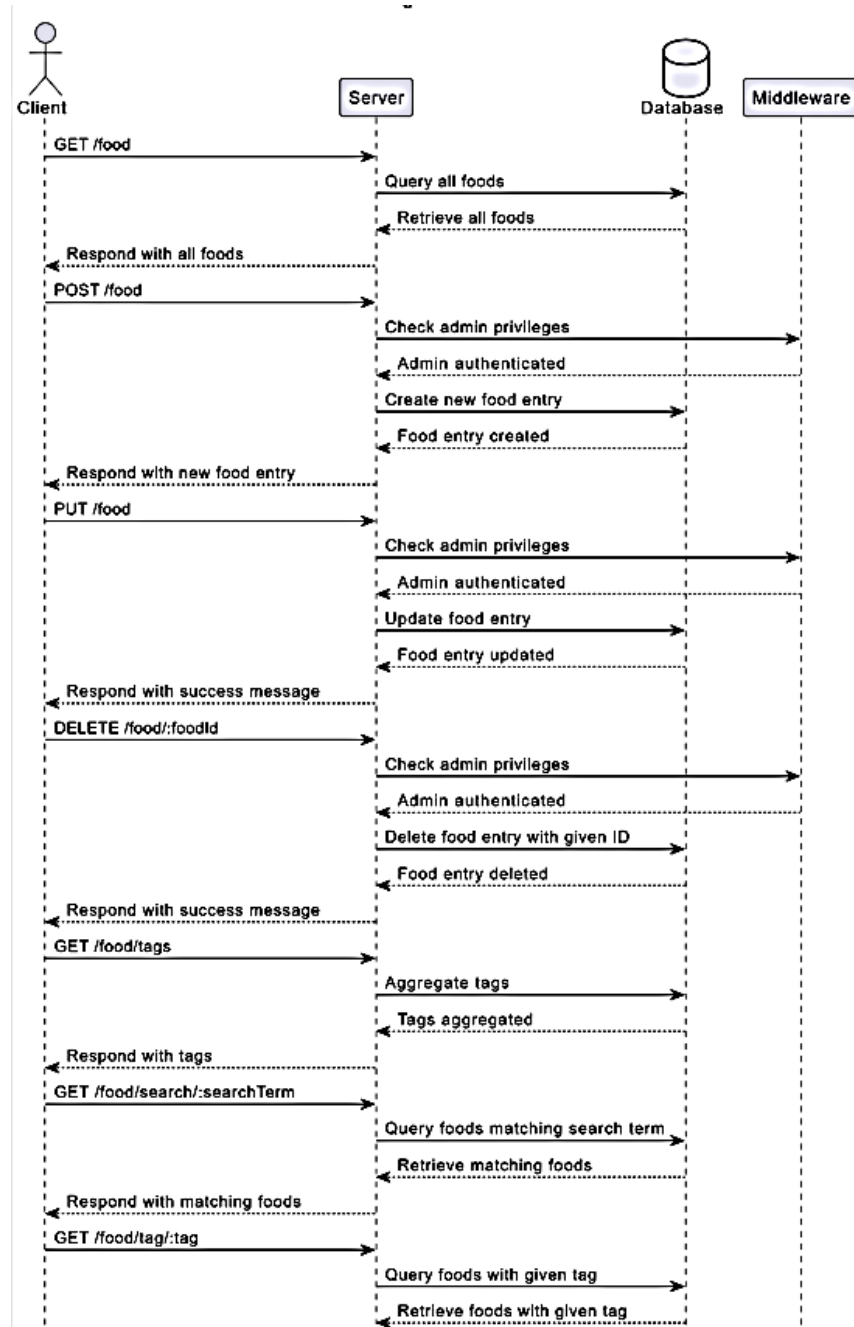 Client
Server
Database
Middleware
GET /food
Query all foods
Retrieve all foods
Respond with all foods
POST /food
Check admin privileges
Admin authenticated
Create new food entry
Food entry created
Respond with new food entry
PUT /food
Check admin privileges
Admin authenticated
Update food entry
Food entry updated
Respond with success message
DELETE /food/:foodId
Check admin privileges
Admin authenticated
Delete food entry with given ID
Food entry deleted
Respond with success message
GET /food/tags
Aggregate tags
Tags aggregated
Respond with tags
GET /food/search/:searchTerm
Query foods matching search term
Retrieve matching foods
Respond with matching foods
GET /food/tag/:tag
Query foods with given tag
Retrieve foods with given tag